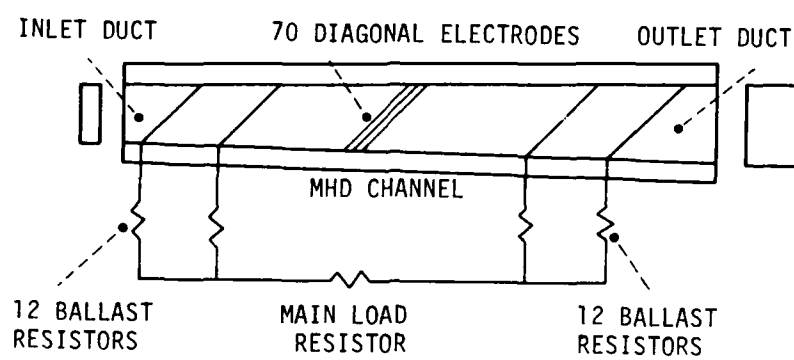 INLET DUCT
70 DIAGONAL ELECTRODES
OUTLET DUCT
MHD CHANNEL
12 BALLAST
RESISTORS
MAIN LOAD
RESISTOR
12 BALLAST
RESISTORS